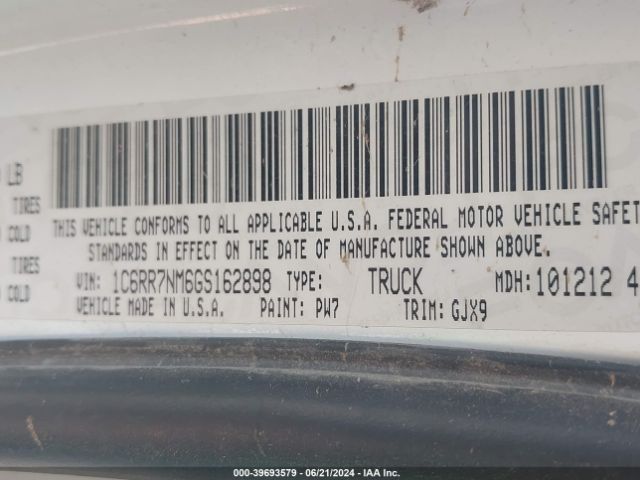 LB
TIRES
COLD
TIRES
COLD
THIS VEHICLE CONFORMS TO ALL APPLICABLE U.S.A. FEDERAL MOTOR VEHICLE SAFET
STANDARDS IN EFFECT ON THE DATE OF MANUFACTURE SHOWN ABOVE.
VIN: 1C6RR7NM6GS162898 TYPE: TRUCK MDH: 101212 4
VEHICLE MADE IN U.S.A. PAINT: PW7 TRIM: GJX9
000-39693579 - 06/21/2024 - IAA Inc.